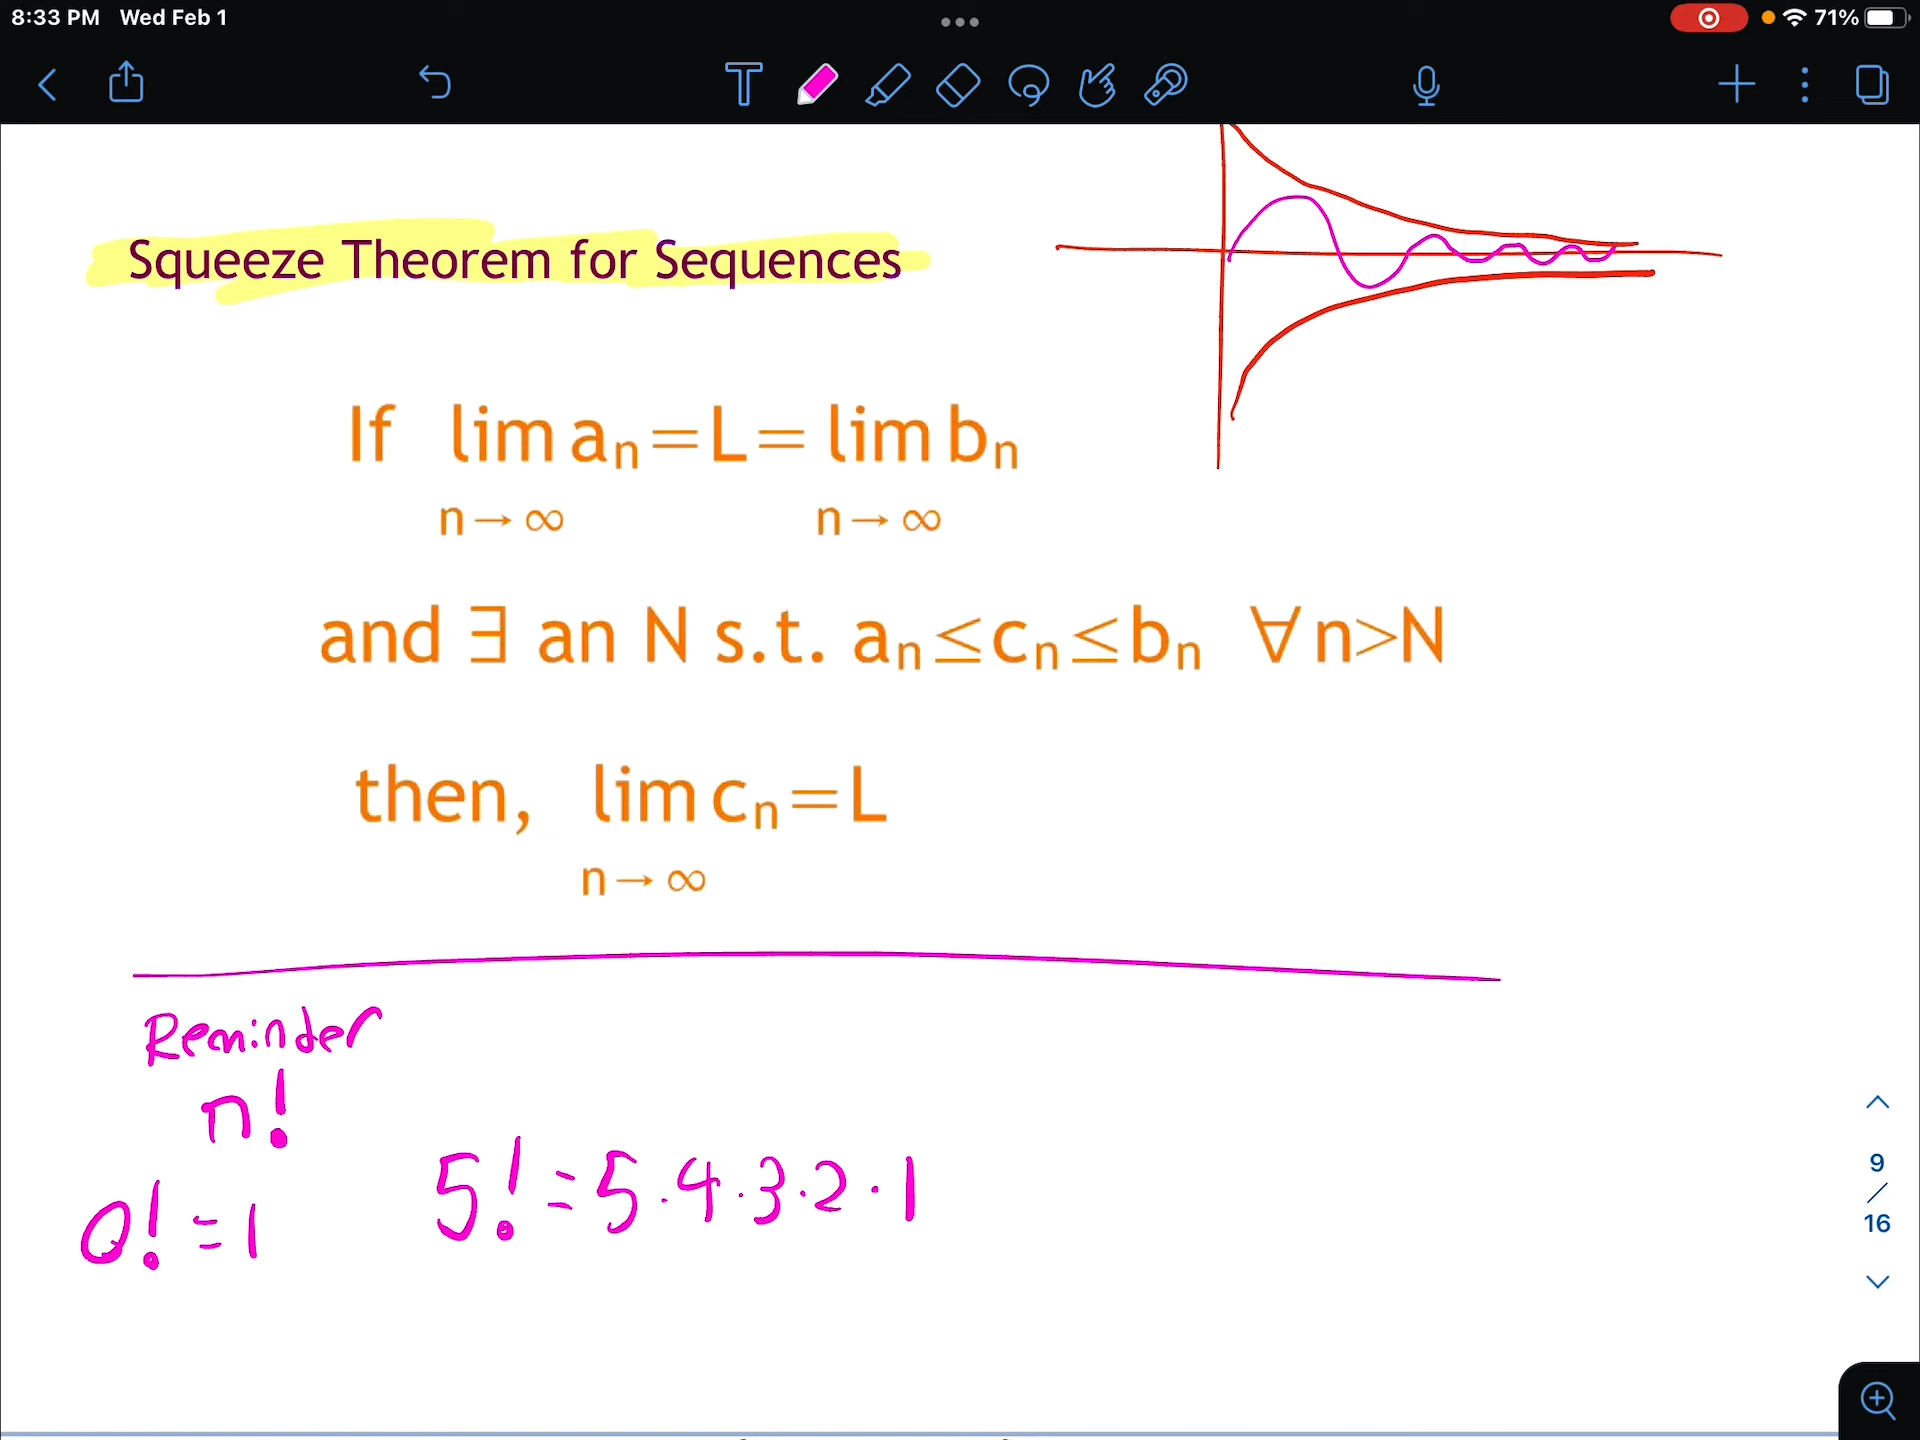 8:33 PM Wed Feb 1
71%
Squeeze Theorem for Sequences
If lim aₙ=L=lim bₙ
n→∞ n→∞
and ∃ an N s.t. aₙ≤cₙ≤bₙ ∀n>N
then, lim cₙ=L
n→∞
Reminder
n!
0!=1
5!=5·4·3·2·1
9
/
16